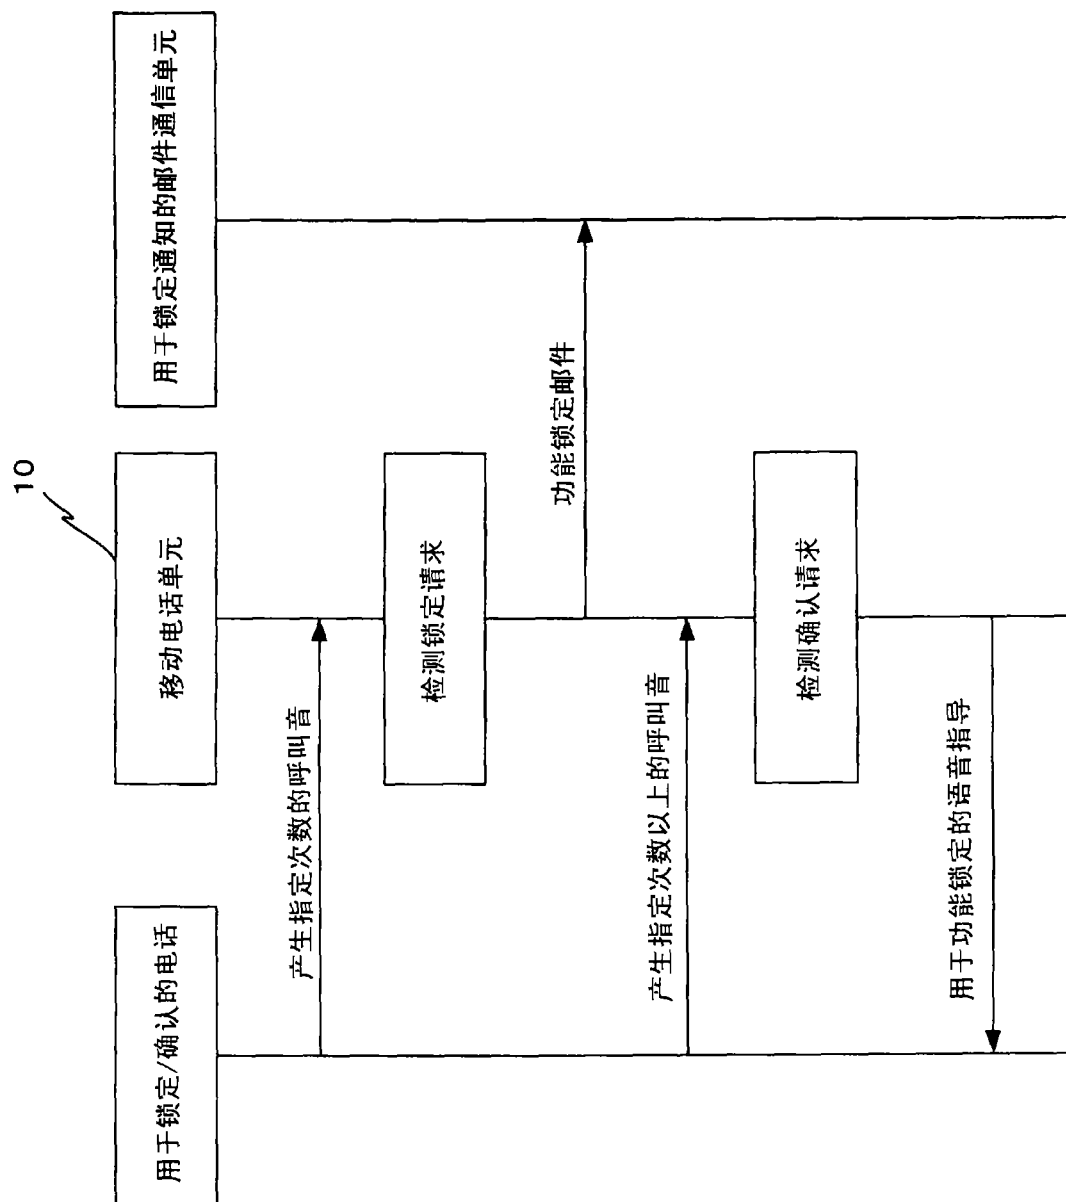 10
用于锁定/确认的电话
移动电话单元
用于锁定通知的邮件通信单元
产生指定次数的呼叫音
检测锁定请求
功能锁定邮件
产生指定次数以上的呼叫音
检测确认请求
用于功能锁定的语音指导